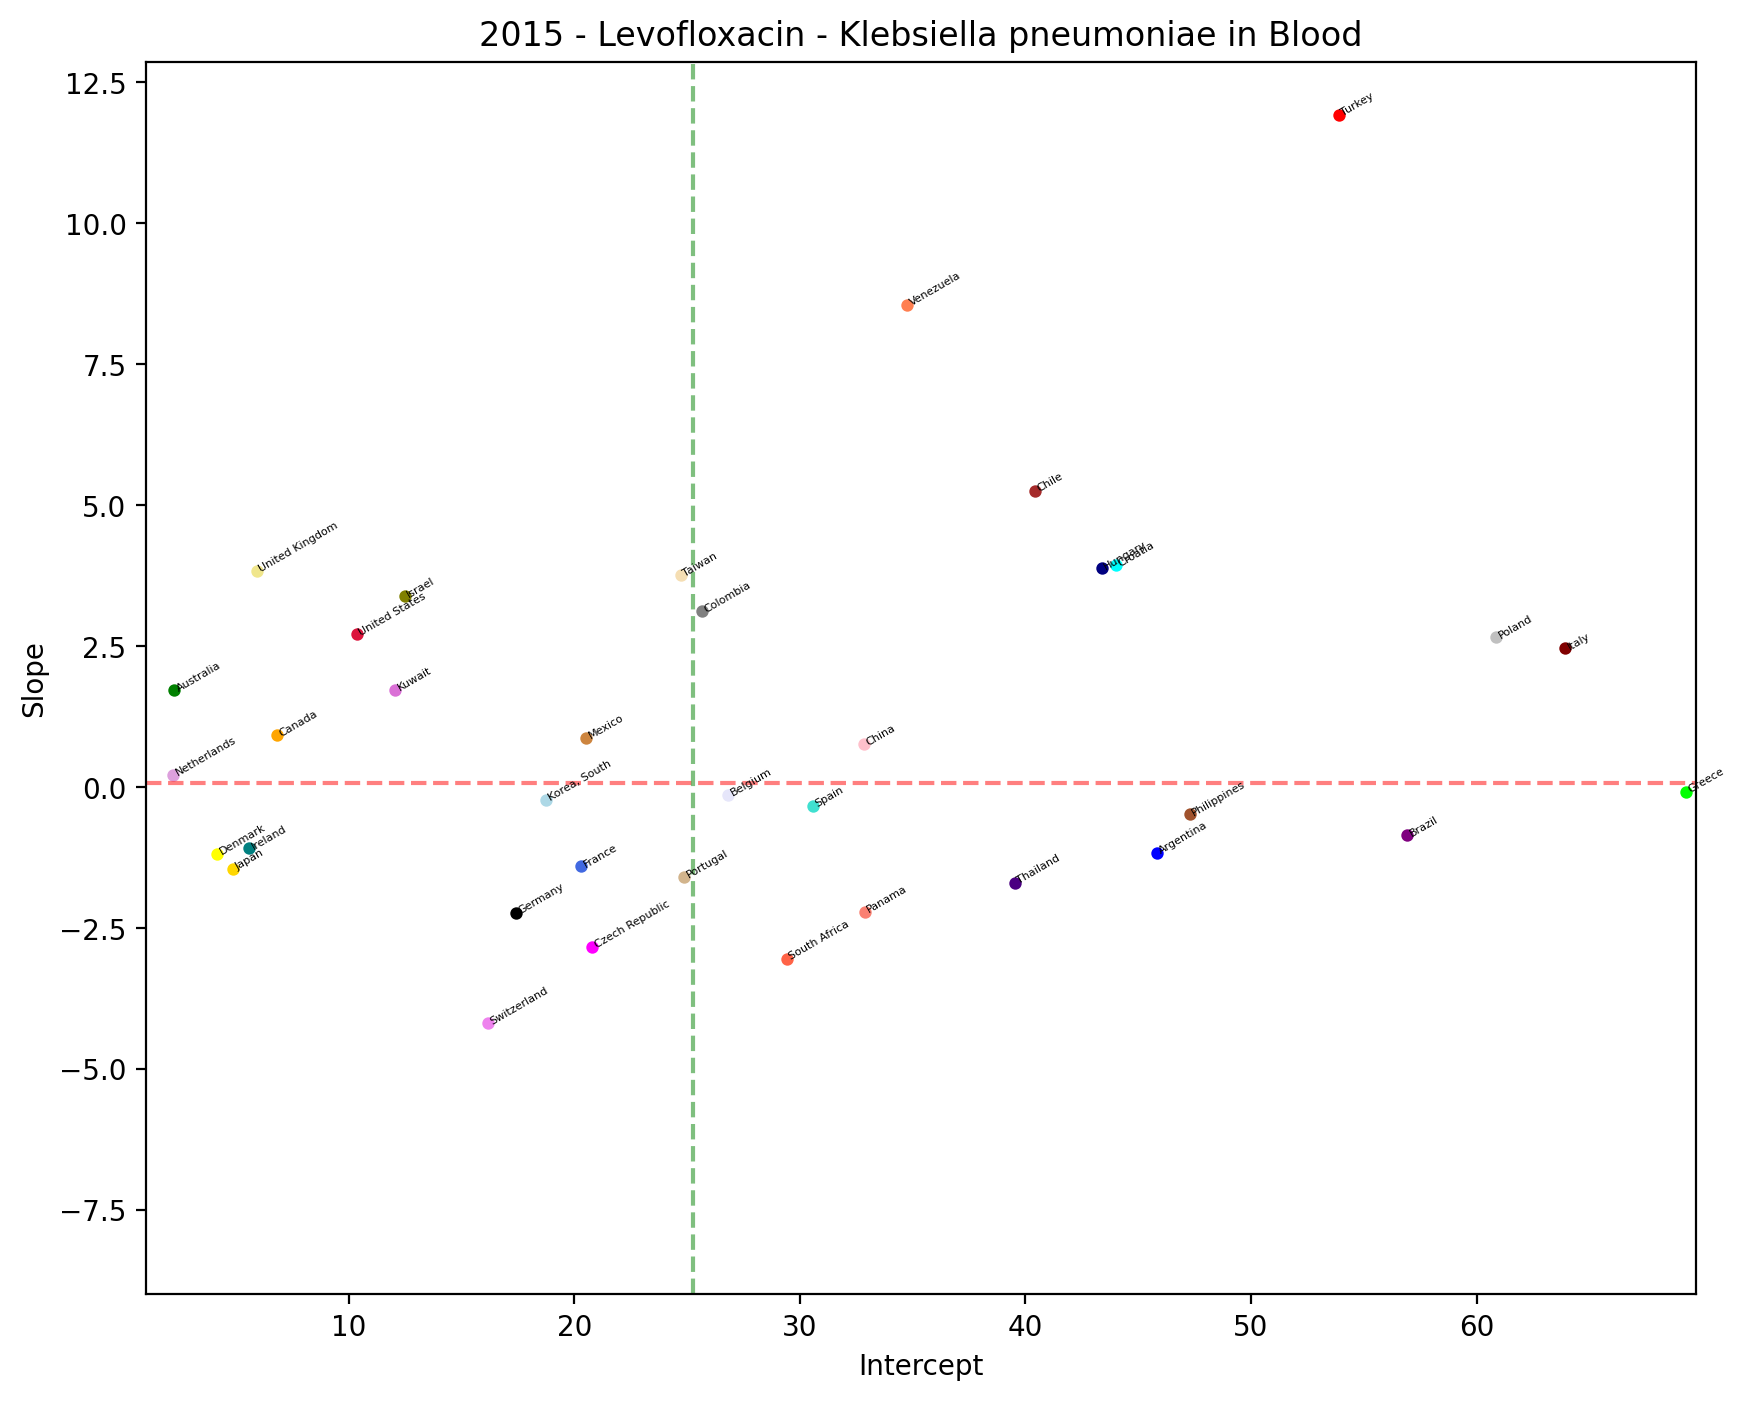 2015 - Levofloxacin - Klebsiella pneumoniae in Blood
12.5
10.0
7.5
5.0
2.5
0.0
−2.5
−5.0
−7.5
Slope
Turkey
Venezuela
Chile
United Kingdom
Taiwan
Hungary
Croatia
Israel
Colombia
United States
Poland
Italy
Australia
Kuwait
Canada
Mexico
China
Netherlands
Korea, South
Belgium
Spain
Greece
Philippines
Denmark
Ireland
Japan
Brazil
Argentina
France
Portugal
Thailand
Germany
Panama
Czech Republic
South Africa
Switzerland
10
20
30
40
50
60
Intercept